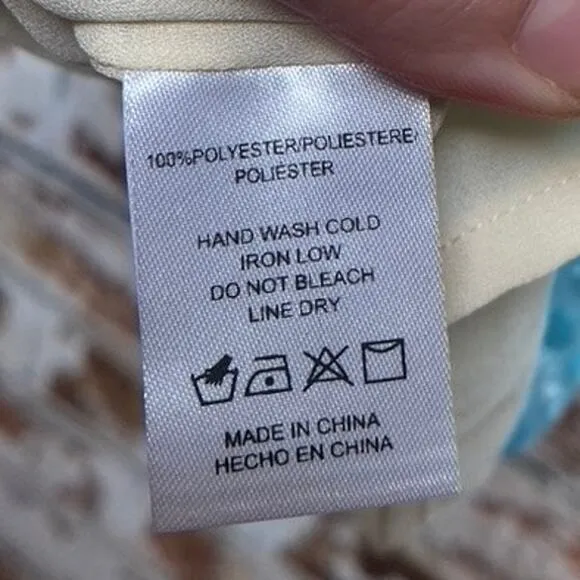 100%POLYESTER/POLIESTERE/
POLIESTER
HAND WASH COLD
IRON LOW
DO NOT BLEACH
LINE DRY
MADE IN CHINA
HECHO EN CHINA